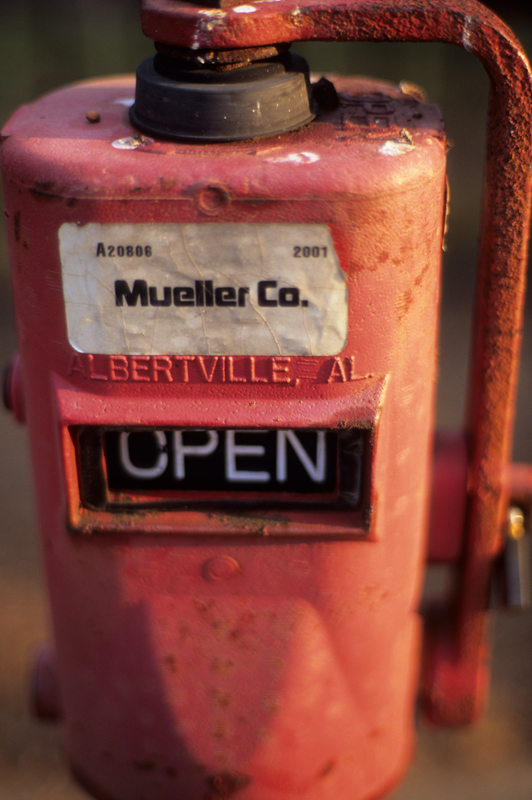 A20806 2001
Mueller Co.
ALBERTVILLE, AL.
OPEN